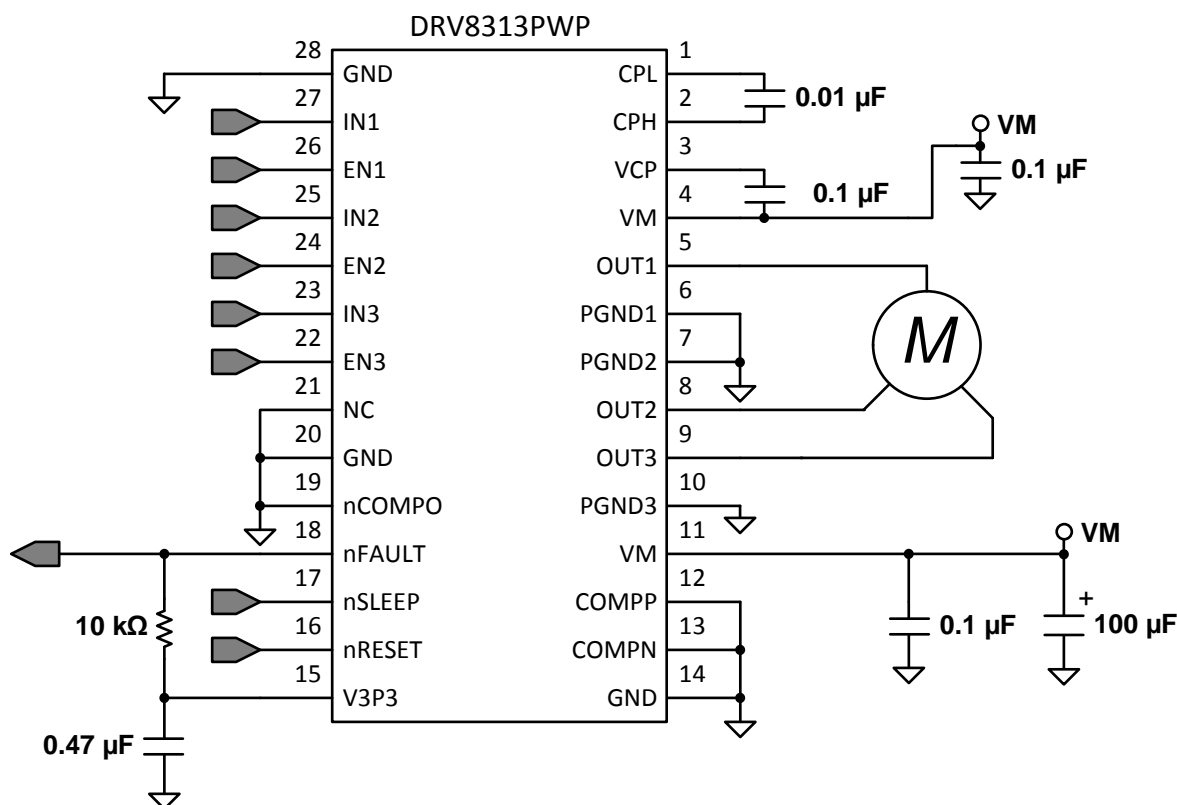 DRV8313PWP
28
GND
27
IN1
26
EN1
25
IN2
24
EN2
23
IN3
22
EN3
21
NC
20
GND
19
nCOMPO
18
nFAULT
17
nSLEEP
16
nRESET
15
V3P3
10 kΩ
0.47 µF
1
CPL
2
CPH
0.01 µF
3
VCP
4
VM
0.1 µF
VM
0.1 µF
5
OUT1
6
PGND1
7
PGND2
8
OUT2
9
OUT3
M
10
PGND3
11
VM
12
COMPP
13
COMPN
14
GND
VM
0.1 µF
+
100 µF